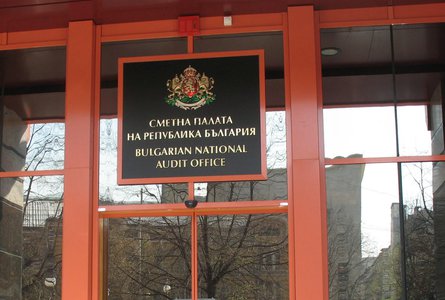 СМЕТНА ПАЛАТА
НА РЕПУБЛИКА БЪЛГАРИЯ
BULGARIAN NATIONAL
AUDIT OFFICE